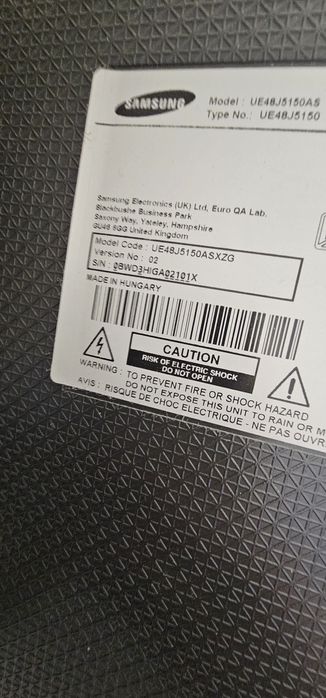 SAMSUNG
Model : UE48J5150AS
Type No.: UE48J5150
Samsung Electronics (UK) Ltd, Euro QA Lab.
Blackbushe Business Park
Saxony Way, Yateley, Hampshire
GU46 6GG United Kingdom
Model Code : UE48J5150ASXZG
Version No : 02
S/N : 0BWD3HIGA02101X
MADE IN HUNGARY
CAUTION
RISK OF ELECTRIC SHOCK
DO NOT OPEN
WARNING : TO PREVENT FIRE OR SHOCK HAZARD
DO NOT EXPOSE THIS UNIT TO RAIN OR M
AVIS : RISQUE DE CHOC ELECTRIQUE - NE PAS OUVR